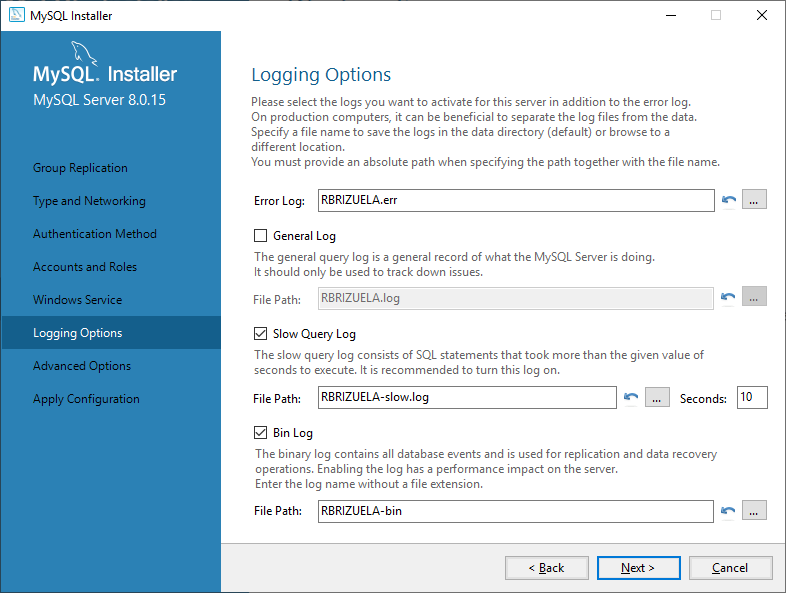 MySQL Installer
MySQL. Installer
MySQL Server 8.0.15
Group Replication
Type and Networking
Authentication Method
Accounts and Roles
Windows Service
Logging Options
Advanced Options
Apply Configuration
Logging Options
Please select the logs you want to activate for this server in addition to the error log.
On production computers, it can be beneficial to separate the log files from the data.
Specify a file name to save the logs in the data directory (default) or browse to a
different location.
You must provide an absolute path when specifying the path together with the file name.
Error Log: RBRIZUELA.err ...
General Log
The general query log is a general record of what the MySQL Server is doing.
It should only be used to track down issues.
File Path: RBRIZUELA.log ...
Slow Query Log
The slow query log consists of SQL statements that took more than the given value of
seconds to execute. It is recommended to turn this log on.
File Path: RBRIZUELA-slow.log ... Seconds: 10
Bin Log
The binary log contains all database events and is used for replication and data recovery
operations. Enabling the log has a performance impact on the server.
Enter the log name without a file extension.
File Path: RBRIZUELA-bin ...
< Back Next > Cancel